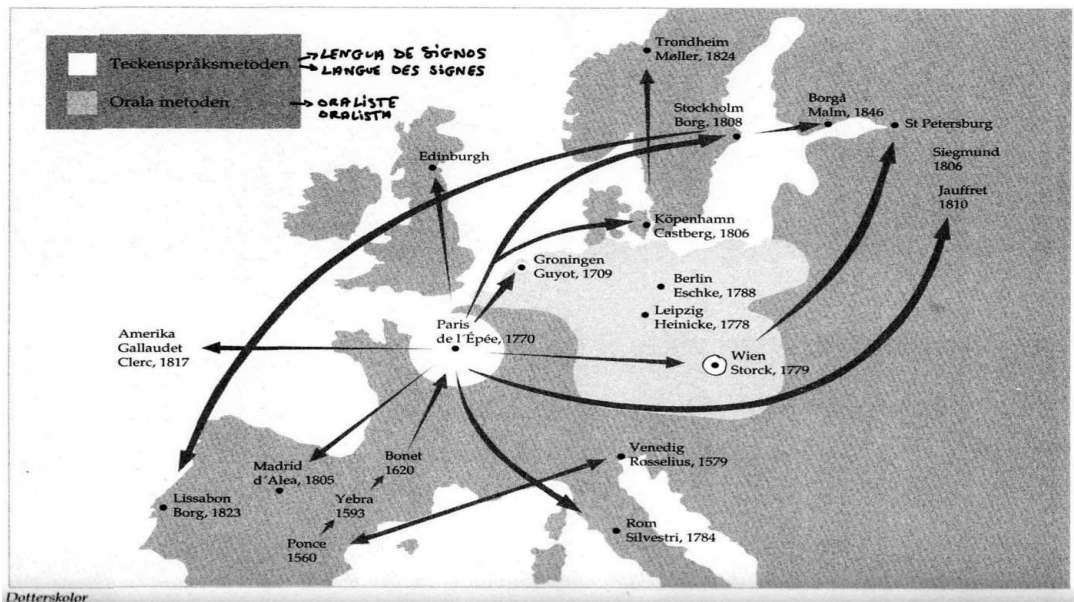 Teckenspråksmetoden
LENGUA DE SIGNOS
LANGUE DES SIGNES
Orala metoden
ORALISTE
ORALISTA
Trondheim
Møller, 1824
Stockholm
Borg, 1808
Borgå
Malm, 1846
St Petersburg
Siegmund
1806
Jauffret
1810
Edinburgh
Köpenhamn
Castberg, 1806
Groningen
Guyot, 1709
Berlin
Eschke, 1788
Leipzig
Heinicke, 1778
Paris
de l´Épée, 1770
Wien
Storck, 1779
Amerika
Gallaudet
Clerc, 1817
Bonet
1620
Venedig
Rosselius, 1579
Madrid
d´Alea, 1805
Yebra
1593
Lissabon
Borg, 1823
Ponce
1560
Rom
Silvestri, 1784
Dotterskolor